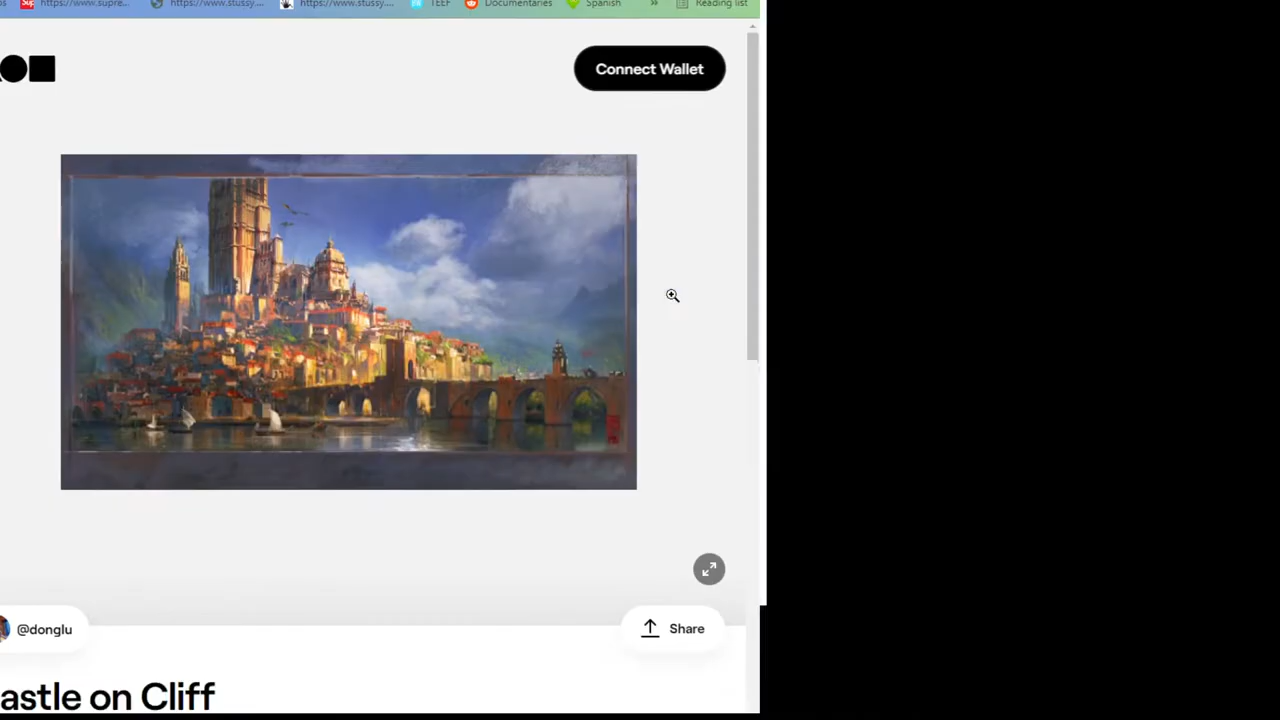 https://www.supre... https://www.stussy.... https://www.stussy.... TEEF Documentaries Spanish » Reading list
Connect Wallet
@donglu
Share
astle on Cliff